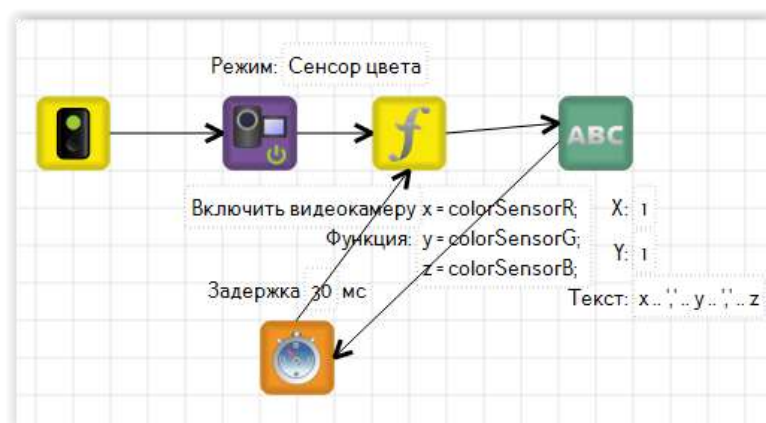 Режим: Сенсор цвета
ABC
Включить видеокамеру x = colorSensorR; X: 1
Функция: y = colorSensorG; Y: 1
z = colorSensorB;
Задержка 30 мс
Текст: x .. ',' .. y .. ',' .. z